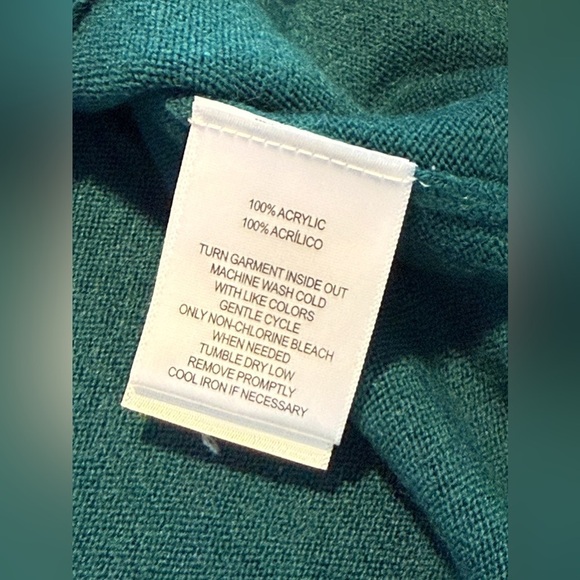 100% ACRYLIC
100% ACRÍLICO
TURN GARMENT INSIDE OUT
MACHINE WASH COLD
WITH LIKE COLORS
GENTLE CYCLE
ONLY NON-CHLORINE BLEACH
WHEN NEEDED
TUMBLE DRY LOW
REMOVE PROMPTLY
COOL IRON IF NECESSARY